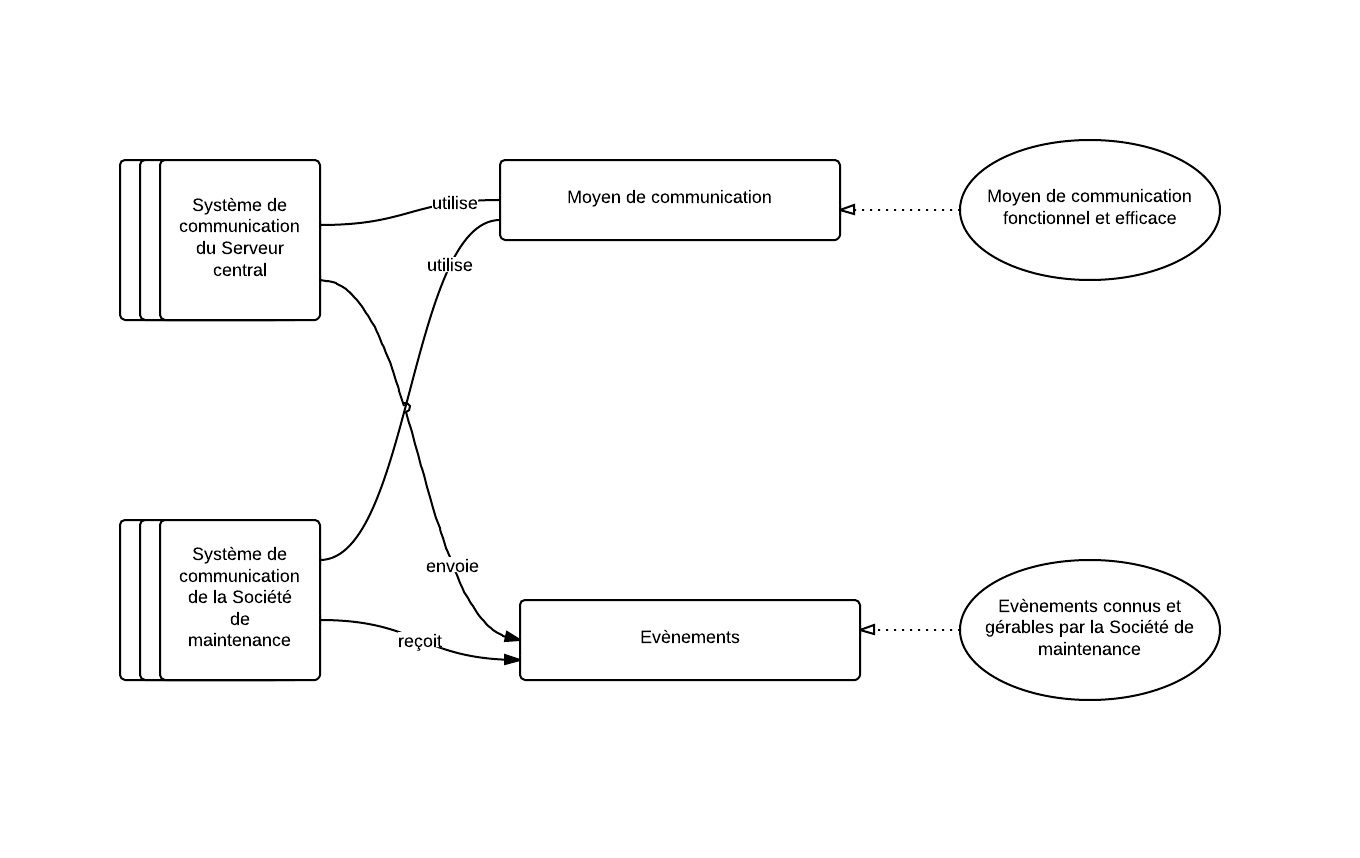 Système de
communication
du Serveur
central
utilise
utilise
Moyen de communication
Moyen de communication
fonctionnel et efficace
Système de
communication
de la Société
de
maintenance
envoie
reçoit
Evènements
Evènements connus et
gérables par la Société de
maintenance